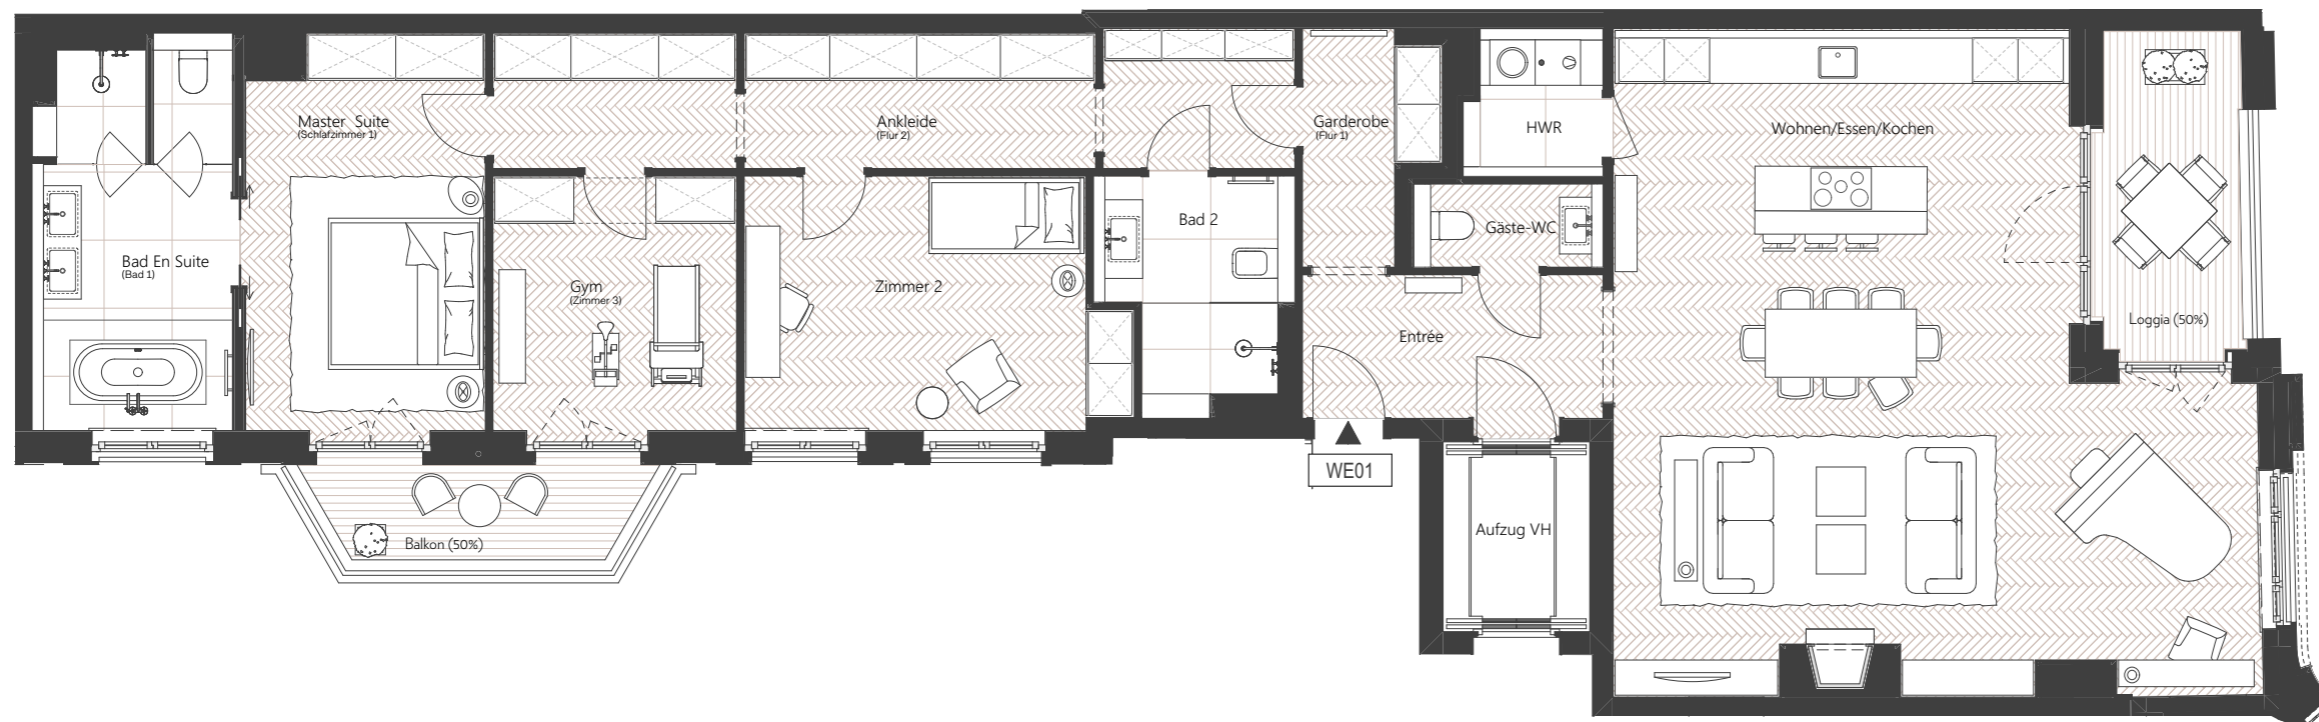 Master Suite
(Schlafzimmer 1)
Ankleide
(Flur 2)
Garderobe
(Flur 1)
HWR
Wohnen/Essen/Kochen
Bad En Suite
(Bad 1)
Gym
(Zimmer 3)
Zimmer 2
Bad 2
Gäste-WC
Entrée
Loggia (50%)
WE01
Aufzug VH
Balkon (50%)